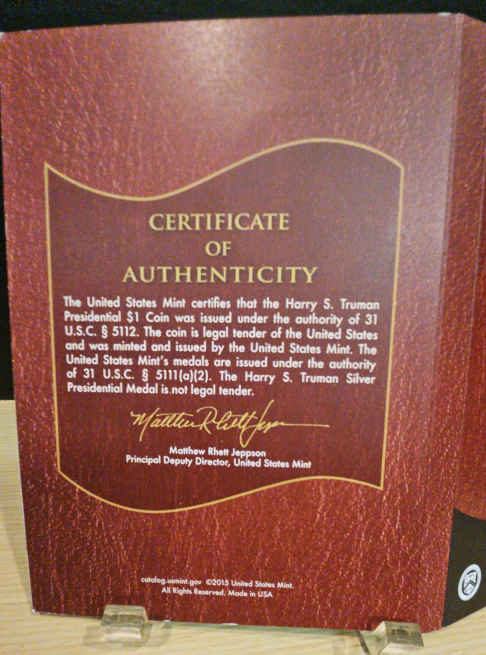 CERTIFICATE
OF
AUTHENTICITY
The United States Mint certifies that the Harry S. Truman
Presidential $1 Coin was issued under the authority of 31
U.S.C. § 5112. The coin is legal tender of the United States
and was minted and issued by the United States Mint. The
United States Mint's medals are issued under the authority
of 31 U.S.C. § 5111(a)(2). The Harry S. Truman Silver
Presidential Medal is not legal tender.
Matthew Rhett Jeppson
Matthew Rhett Jeppson
Principal Deputy Director, United States Mint
catalog.usmint.gov ©2015 United States Mint.
All Rights Reserved. Made in USA